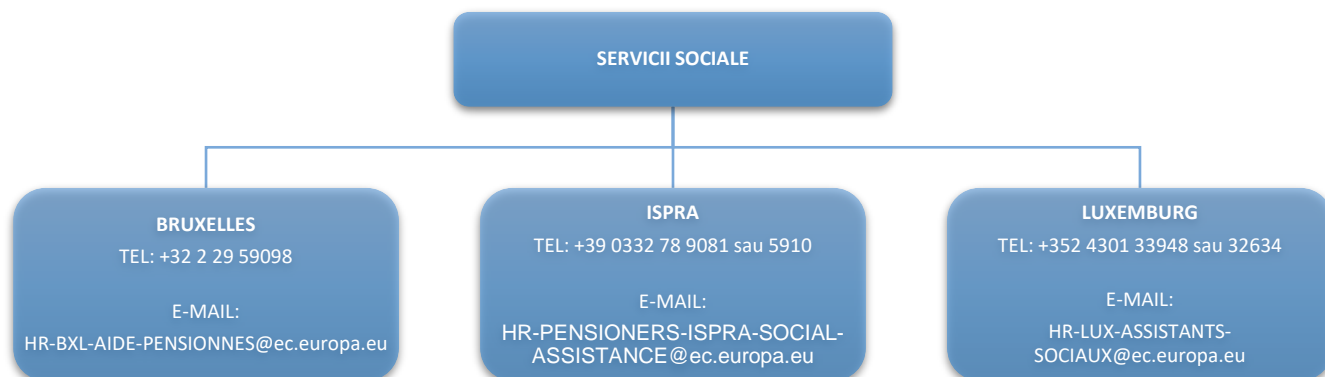 SERVICII SOCIALE
BRUXELLES
TEL: +32 2 29 59098
E-MAIL:
HR-BXL-AIDE-PENSIONNES@ec.europa.eu
ISPRA
TEL: +39 0332 78 9081 sau 5910
E-MAIL:
HR-PENSIONERS-ISPRA-SOCIAL-
ASSISTANCE@ec.europa.eu
LUXEMBURG
TEL: +352 4301 33948 sau 32634
E-MAIL:
HR-LUX-ASSISTANTS-
SOCIAUX@ec.europa.eu